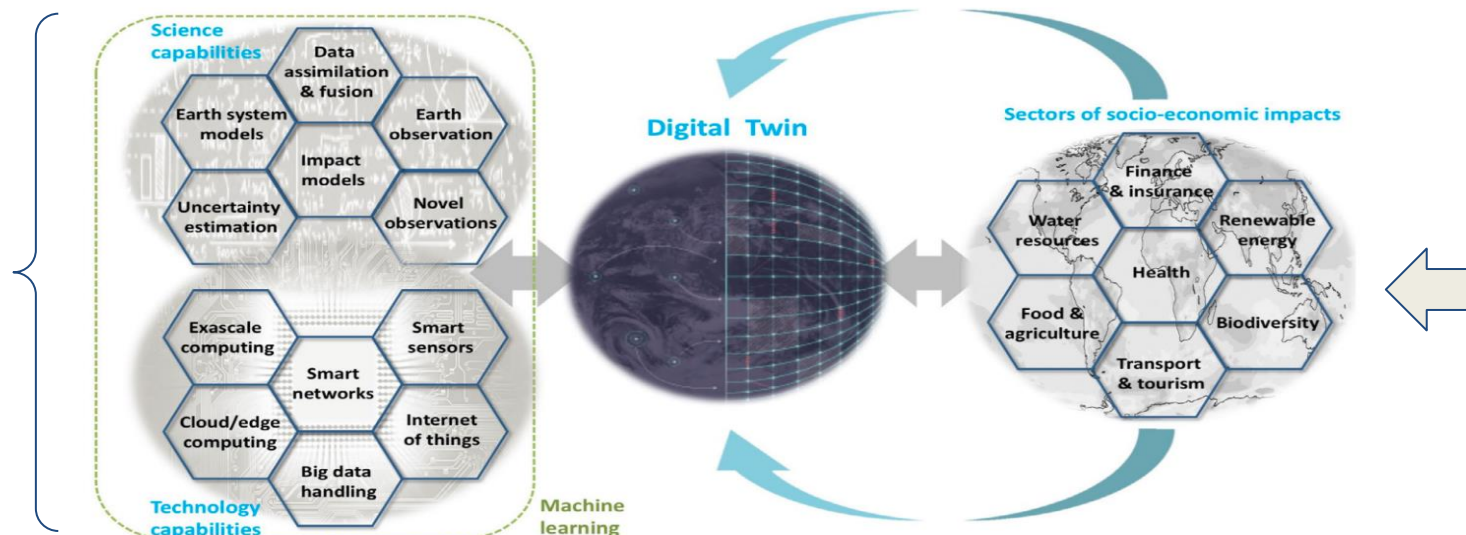 Science
capabilities
Data
assimilation
& fusion
Earth system
models
Earth
observation
Impact
models
Uncertainty
estimation
Novel
observations
Exascale
computing
Smart
sensors
Smart
networks
Cloud/edge
computing
Internet
of things
Big data
handling
Technology
capabilities
Machine
learning
Digital Twin
Sectors of socio-economic impacts
Finance
& insurance
Water
resources
Renewable
energy
Health
Food &
agriculture
Biodiversity
Transport
& tourism